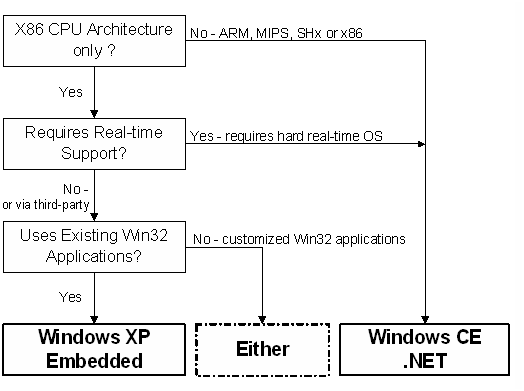 X86 CPU Architecture
only ?
No - ARM, MIPS, SHx or x86
Yes
Requires Real-time
Support?
Yes - requires hard real-time OS
No -
or via third-party
Uses Existing Win32
Applications?
No - customized Win32 applications
Yes
Windows XP
Embedded
Either
Windows CE
.NET